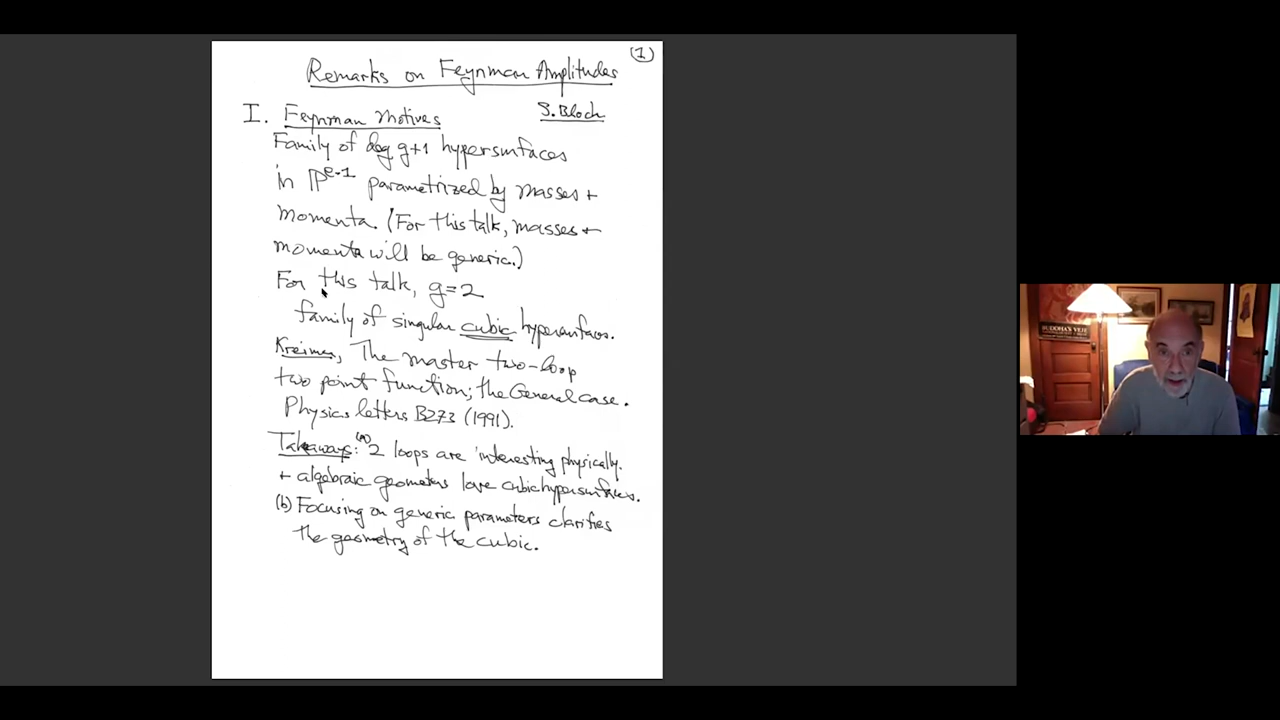 (1)
Remarks on Feynman Amplitudes
S. Bloch
I. Feynman Motives
Family of deg g+1 hypersurfaces
in P^e-1 parametrized by masses +
momenta. (For this talk, masses +
momenta will be generic.)
For this talk, g=2
family of singular cubic hypersurfaces.
Kreimer, The master two-loop
two point function; the General case.
Physics letters B273 (1991).
Takeaways: (a) 2 loops are interesting physically.
+ algebraic geometers love cubic hypersurfaces.
(b) Focusing on generic parameters clarifies
the geometry of the cubic.
BUDDHA'S